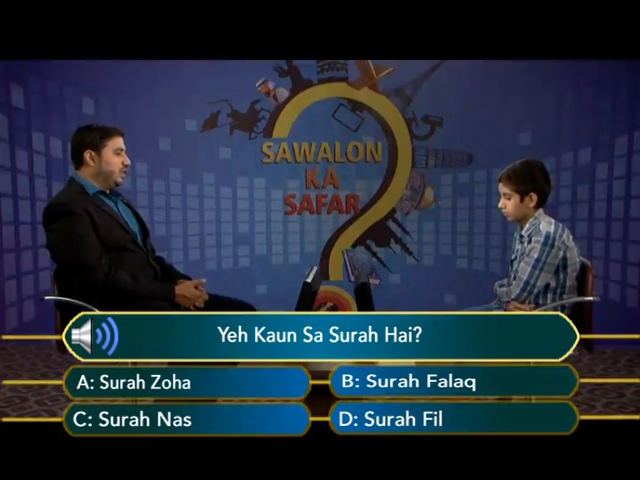 SAWALON
KA
SAFAR
Yeh Kaun Sa Surah Hai?
A: Surah Zoha
B: Surah Falaq
C: Surah Nas
D: Surah Fil